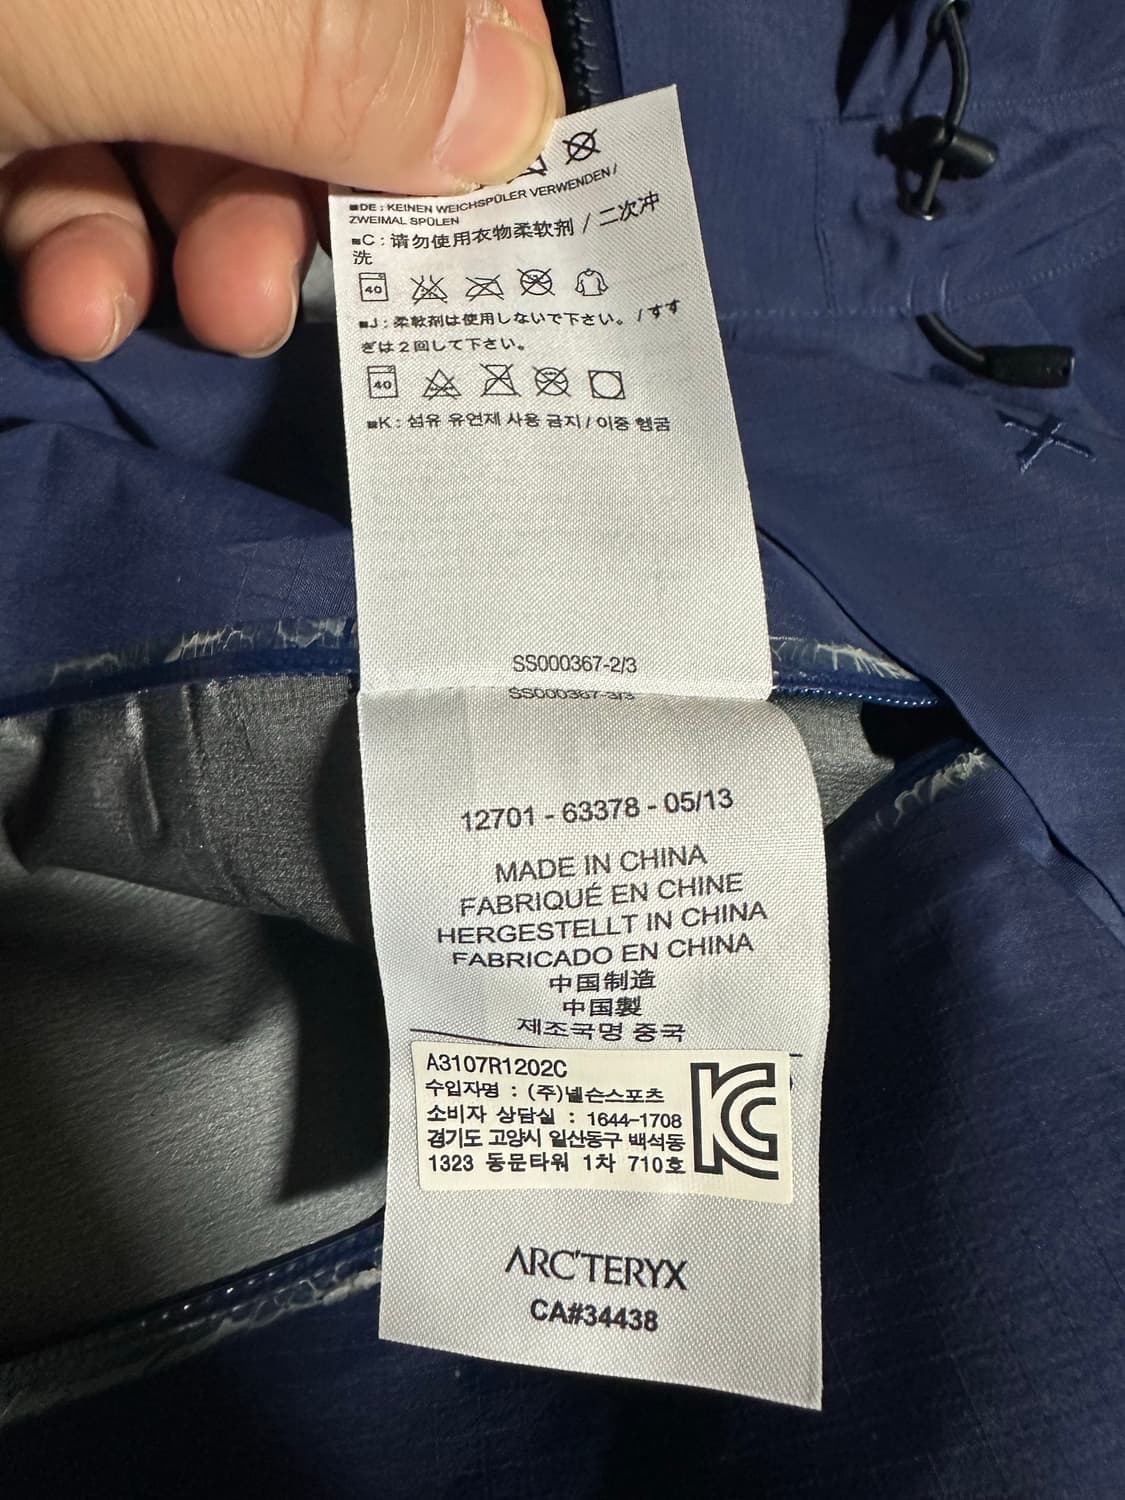 ■DE : KEINEN WEICHSPÜLER VERWENDEN /
ZWEIMAL SPÜLEN
■C : 请勿使用衣物柔软剂 / 二次冲
洗
40
■J : 柔軟剤は使用しないで下さい。 / すす
ぎは2回して下さい。
40
■K : 섬유 유연제 사용 금지 / 이중 헹굼
SS000367-2/3
SS000367-3/3
12701 - 63378 - 05/13
MADE IN CHINA
FABRIQUÉ EN CHINE
HERGESTELLT IN CHINA
FABRICADO EN CHINA
中国制造
中国製
제조국명 중국
A3107R1202C
수입자명 : (주)넬슨스포츠
소비자 상담실 : 1644-1708
경기도 고양시 일산동구 백석동
1323 동문타워 1차 710호
ARC'TERYX
CA#34438